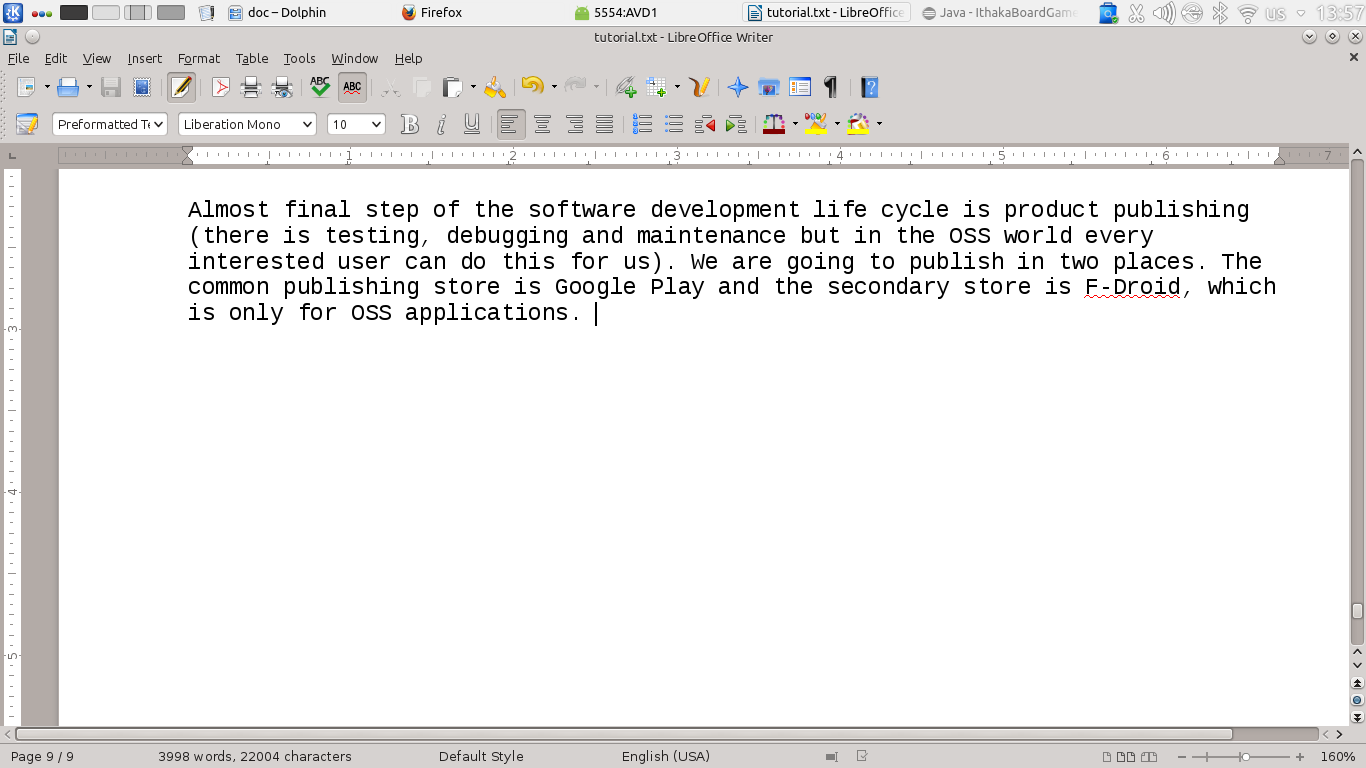 doc – Dolphin
Firefox
5554:AVD1
tutorial.txt - LibreOffice
Java - IthakaBoardGame
us
13:57
tutorial.txt - LibreOffice Writer
File Edit View Insert Format Table Tools Window Help
ABC ABC
Preformatted Te Liberation Mono 10 B i U
1 2 3 4 5 6 7
Almost final step of the software development life cycle is product publishing
(there is testing, debugging and maintenance but in the OSS world every
interested user can do this for us). We are going to publish in two places. The
common publishing store is Google Play and the secondary store is F-Droid, which
is only for OSS applications.
3
4
5
Page 9 / 9 3998 words, 22004 characters Default Style English (USA) 160%